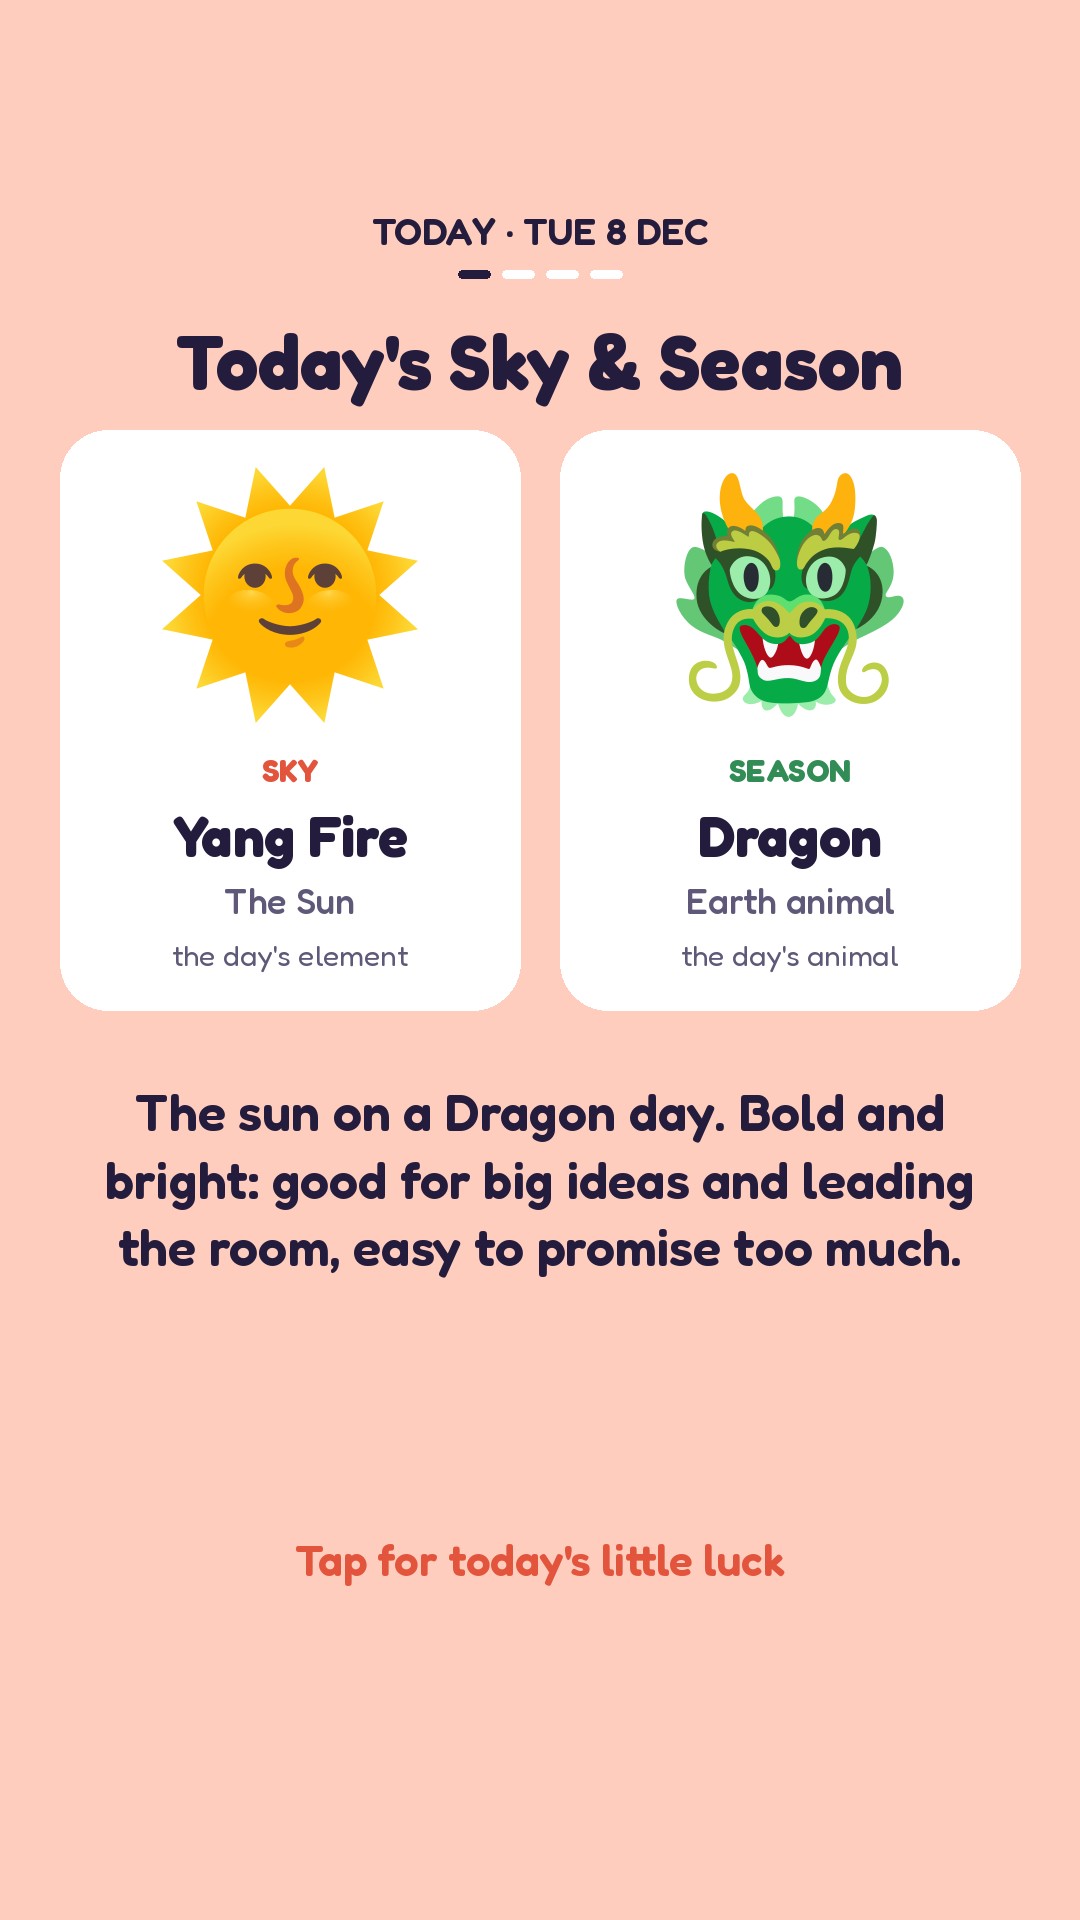 TODAY · TUE 8 DEC
Today's Sky & Season
SKY
Yang Fire
The Sun
the day's element
SEASON
Dragon
Earth animal
the day's animal
The sun on a Dragon day. Bold and
bright: good for big ideas and leading
the room, easy to promise too much.
Tap for today's little luck